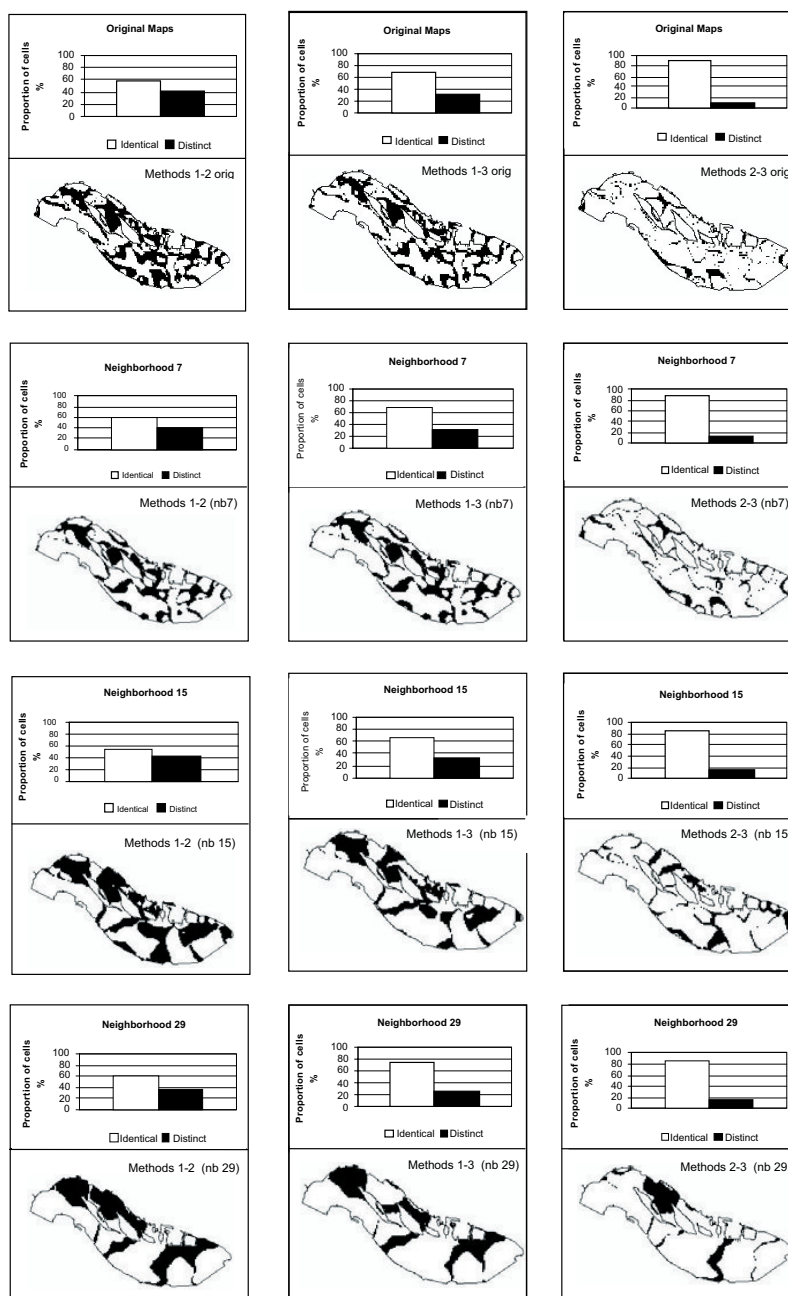 Original Maps
Proportion of cells
%
100
80
60
40
20
0
Identical Distinct
Methods 1-2 orig
Original Maps
Proportion of cells
%
100
80
60
40
20
0
Identical Distinct
Methods 1-3 orig
Original Maps
Proportion of cells
%
100
80
60
40
20
0
Identical Distinct
Methods 2-3 orig
Neighborhood 7
Proportion of cells
%
100
80
60
40
20
0
Identical Distinct
Methods 1-2 (nb7)
Neighborhood 7
Proportion of cells
%
100
80
60
40
20
0
Identical Distinct
Methods 1-3 (nb7)
Neighborhood 7
Proportion of cells
%
100
80
60
40
20
0
Identical Distinct
Methods 2-3 (nb7)
Neighborhood 15
Proportion of cells
%
100
80
60
40
20
0
Identical Distinct
Methods 1-2 (nb 15)
Neighborhood 15
Proportion of cells
%
100
80
60
40
20
0
Identical Distinct
Methods 1-3 (nb 15)
Neighborhood 15
Proportion of cells
%
100
80
60
40
20
0
Identical Distinct
Methods 2-3 (nb 15
Neighborhood 29
Proportion of cells
%
100
80
60
40
20
0
Identical Distinct
Methods 1-2 (nb 29)
Neighborhood 29
Proportion of cells
%
100
80
60
40
20
0
Identical Distinct
Methods 1-3 (nb 29)
Neighborhood 29
Proportion of cells
%
100
80
60
40
20
0
Identical Distinct
Methods 2-3 (nb 29